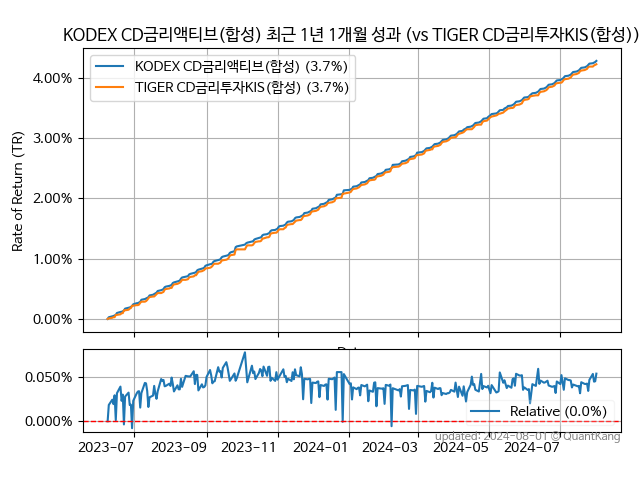 KODEX CD금리액티브(합성) 최근 1년 1개월 성과 (vs TIGER CD금리투자KIS(합성))
KODEX CD금리액티브(합성) (3.7%)
TIGER CD금리투자KIS(합성) (3.7%)
Rate of Return (TR)
4.00%
3.00%
2.00%
1.00%
0.00%
0.050%
0.000%
Relative (0.0%)
2023-07 2023-09 2023-11 2024-01 2024-03 2024-05 2024-07
updated: 2024-08-01 © QuantKang